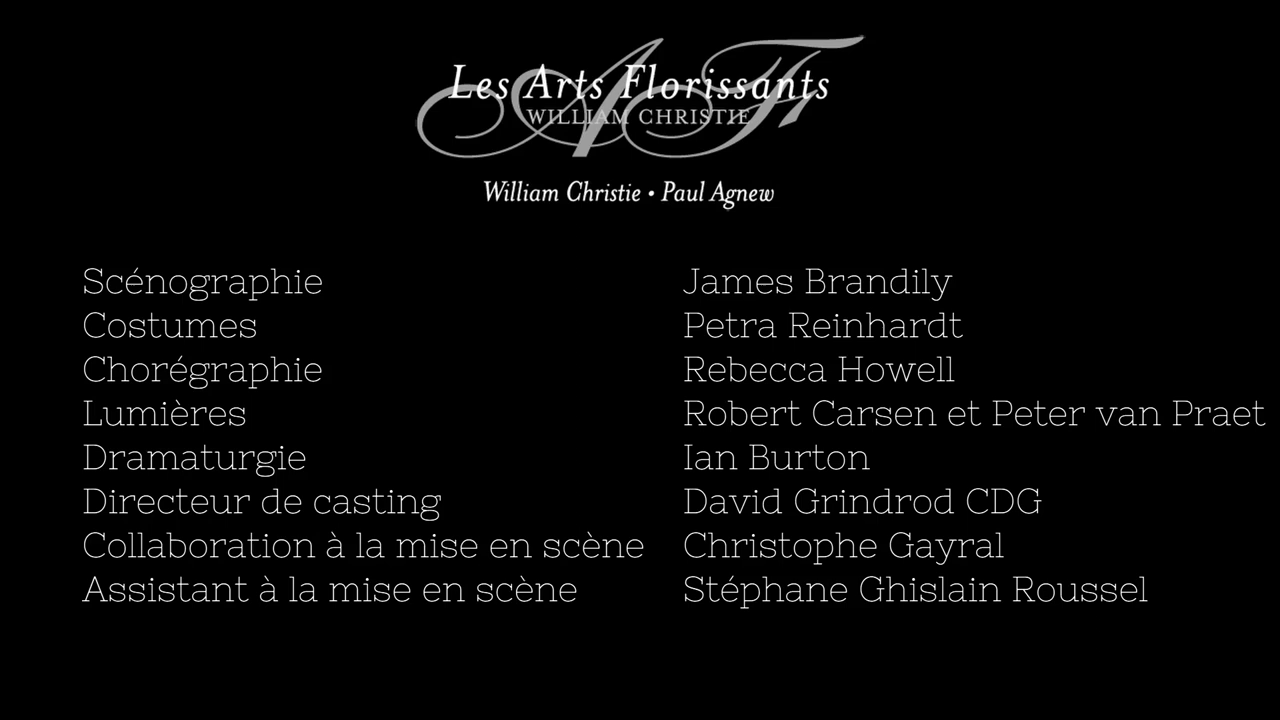 Les Arts Florissants
WILLIAM CHRISTIE
William Christie • Paul Agnew
Scénographie James Brandily
Costumes Petra Reinhardt
Chorégraphie Rebecca Howell
Lumières Robert Carsen et Peter van Praet
Dramaturgie Ian Burton
Directeur de casting David Grindrod CDG
Collaboration à la mise en scène Christophe Gayral
Assistant à la mise en scène Stéphane Ghislain Roussel